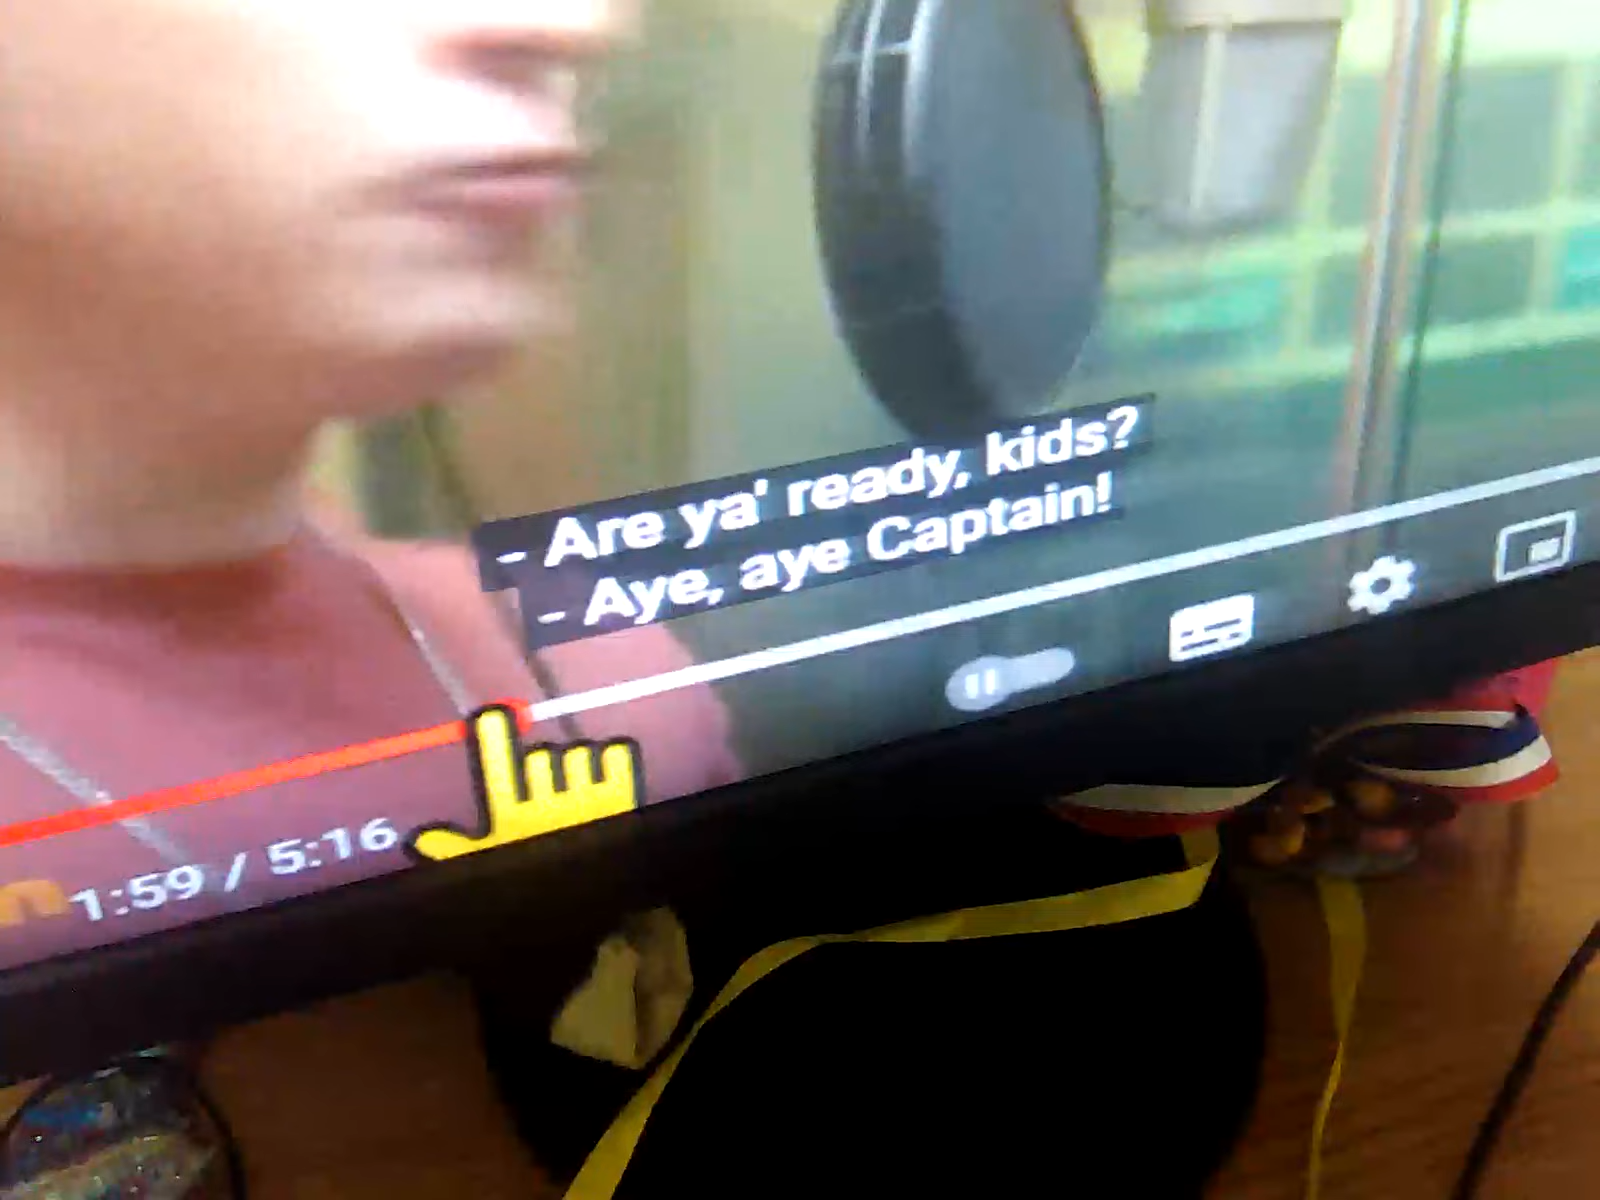 - Are ya' ready, kids?
- Aye, aye Captain!
1:59 / 5:16